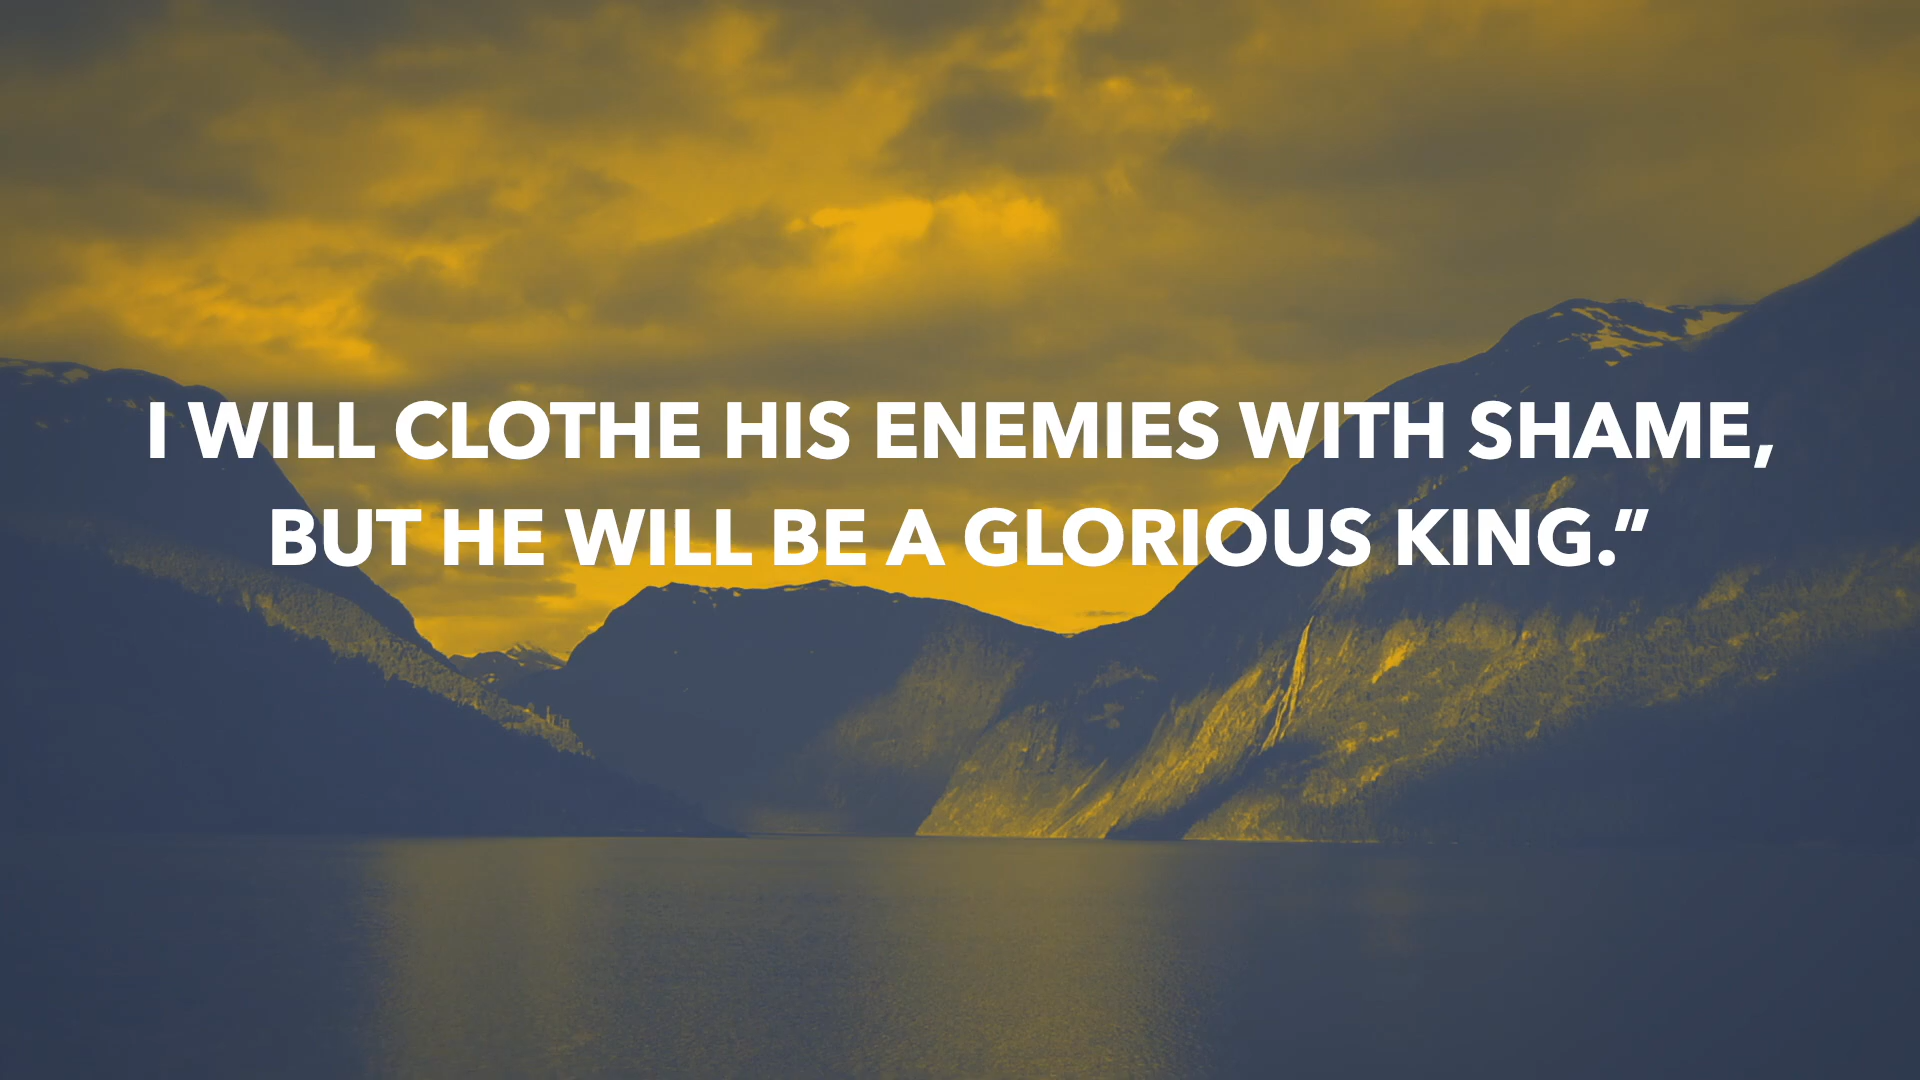 I WILL CLOTHE HIS ENEMIES WITH SHAME,
BUT HE WILL BE A GLORIOUS KING.”